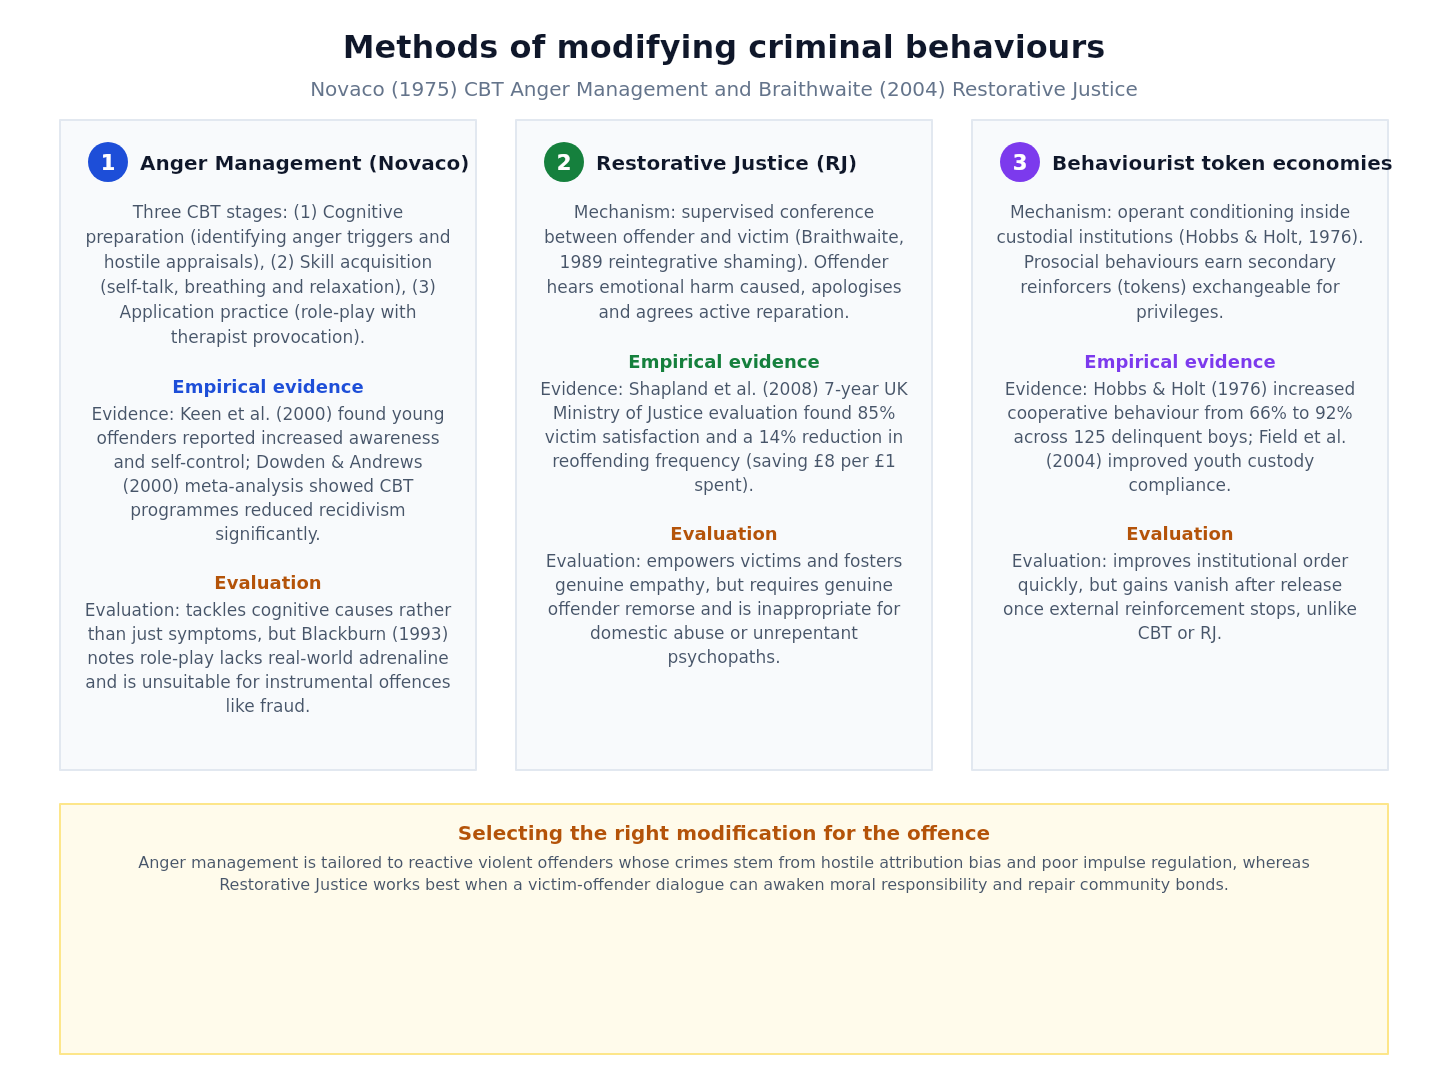 Methods of modifying criminal behaviours
Novaco (1975) CBT Anger Management and Braithwaite (2004) Restorative Justice
1 Anger Management (Novaco)
Three CBT stages: (1) Cognitive
preparation (identifying anger triggers and
hostile appraisals), (2) Skill acquisition
(self-talk, breathing and relaxation), (3)
Application practice (role-play with
therapist provocation).
Empirical evidence
Evidence: Keen et al. (2000) found young
offenders reported increased awareness
and self-control; Dowden & Andrews
(2000) meta-analysis showed CBT
programmes reduced recidivism
significantly.
Evaluation
Evaluation: tackles cognitive causes rather
than just symptoms, but Blackburn (1993)
notes role-play lacks real-world adrenaline
and is unsuitable for instrumental offences
like fraud.
2 Restorative Justice (RJ)
Mechanism: supervised conference
between offender and victim (Braithwaite,
1989 reintegrative shaming). Offender
hears emotional harm caused, apologises
and agrees active reparation.
Empirical evidence
Evidence: Shapland et al. (2008) 7-year UK
Ministry of Justice evaluation found 85%
victim satisfaction and a 14% reduction in
reoffending frequency (saving £8 per £1
spent).
Evaluation
Evaluation: empowers victims and fosters
genuine empathy, but requires genuine
offender remorse and is inappropriate for
domestic abuse or unrepentant
psychopaths.
3 Behaviourist token economies
Mechanism: operant conditioning inside
custodial institutions (Hobbs & Holt, 1976).
Prosocial behaviours earn secondary
reinforcers (tokens) exchangeable for
privileges.
Empirical evidence
Evidence: Hobbs & Holt (1976) increased
cooperative behaviour from 66% to 92%
across 125 delinquent boys; Field et al.
(2004) improved youth custody
compliance.
Evaluation
Evaluation: improves institutional order
quickly, but gains vanish after release
once external reinforcement stops, unlike
CBT or RJ.
Selecting the right modification for the offence
Anger management is tailored to reactive violent offenders whose crimes stem from hostile attribution bias and poor impulse regulation, whereas
Restorative Justice works best when a victim-offender dialogue can awaken moral responsibility and repair community bonds.